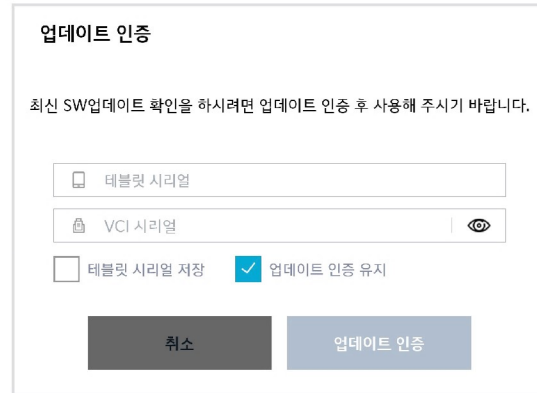 업데이트 인증
최신 SW업데이트 확인을 하시려면 업데이트 인증 후 사용해 주시기 바랍니다.
테블릿 시리얼
VCI 시리얼
테블릿 시리얼 저장 업데이트 인증 유지
취소 업데이트 인증